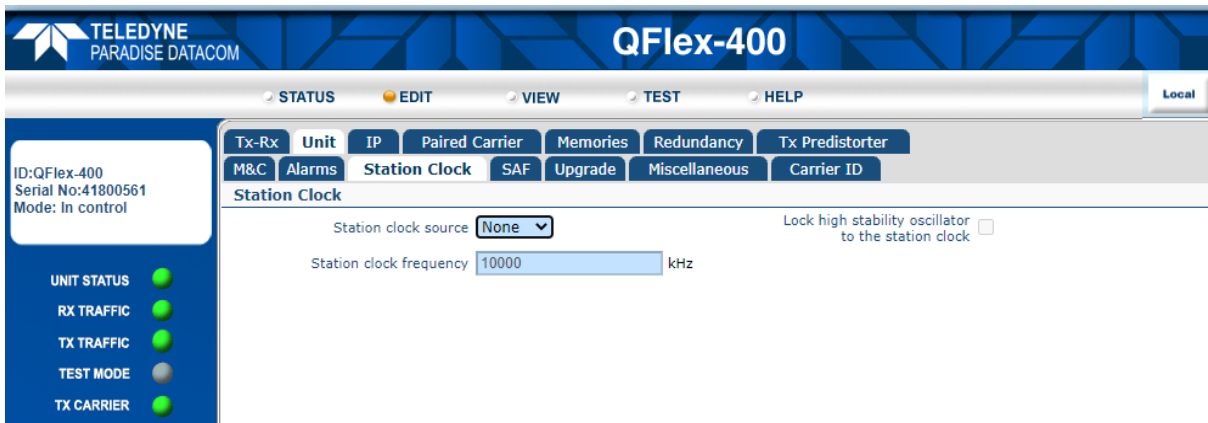 TELEDYNE
PARADISE DATACOM
QFlex-400
STATUS EDIT VIEW TEST HELP
Local
Tx-Rx Unit IP Paired Carrier Memories Redundancy Tx Predistorter
M&C Alarms Station Clock SAF Upgrade Miscellaneous Carrier ID
Station Clock
ID:QFlex-400
Serial No:41800561
Mode: In control
Station clock source None
Lock high stability oscillator
to the station clock
Station clock frequency 10000 kHz
UNIT STATUS
RX TRAFFIC
TX TRAFFIC
TEST MODE
TX CARRIER